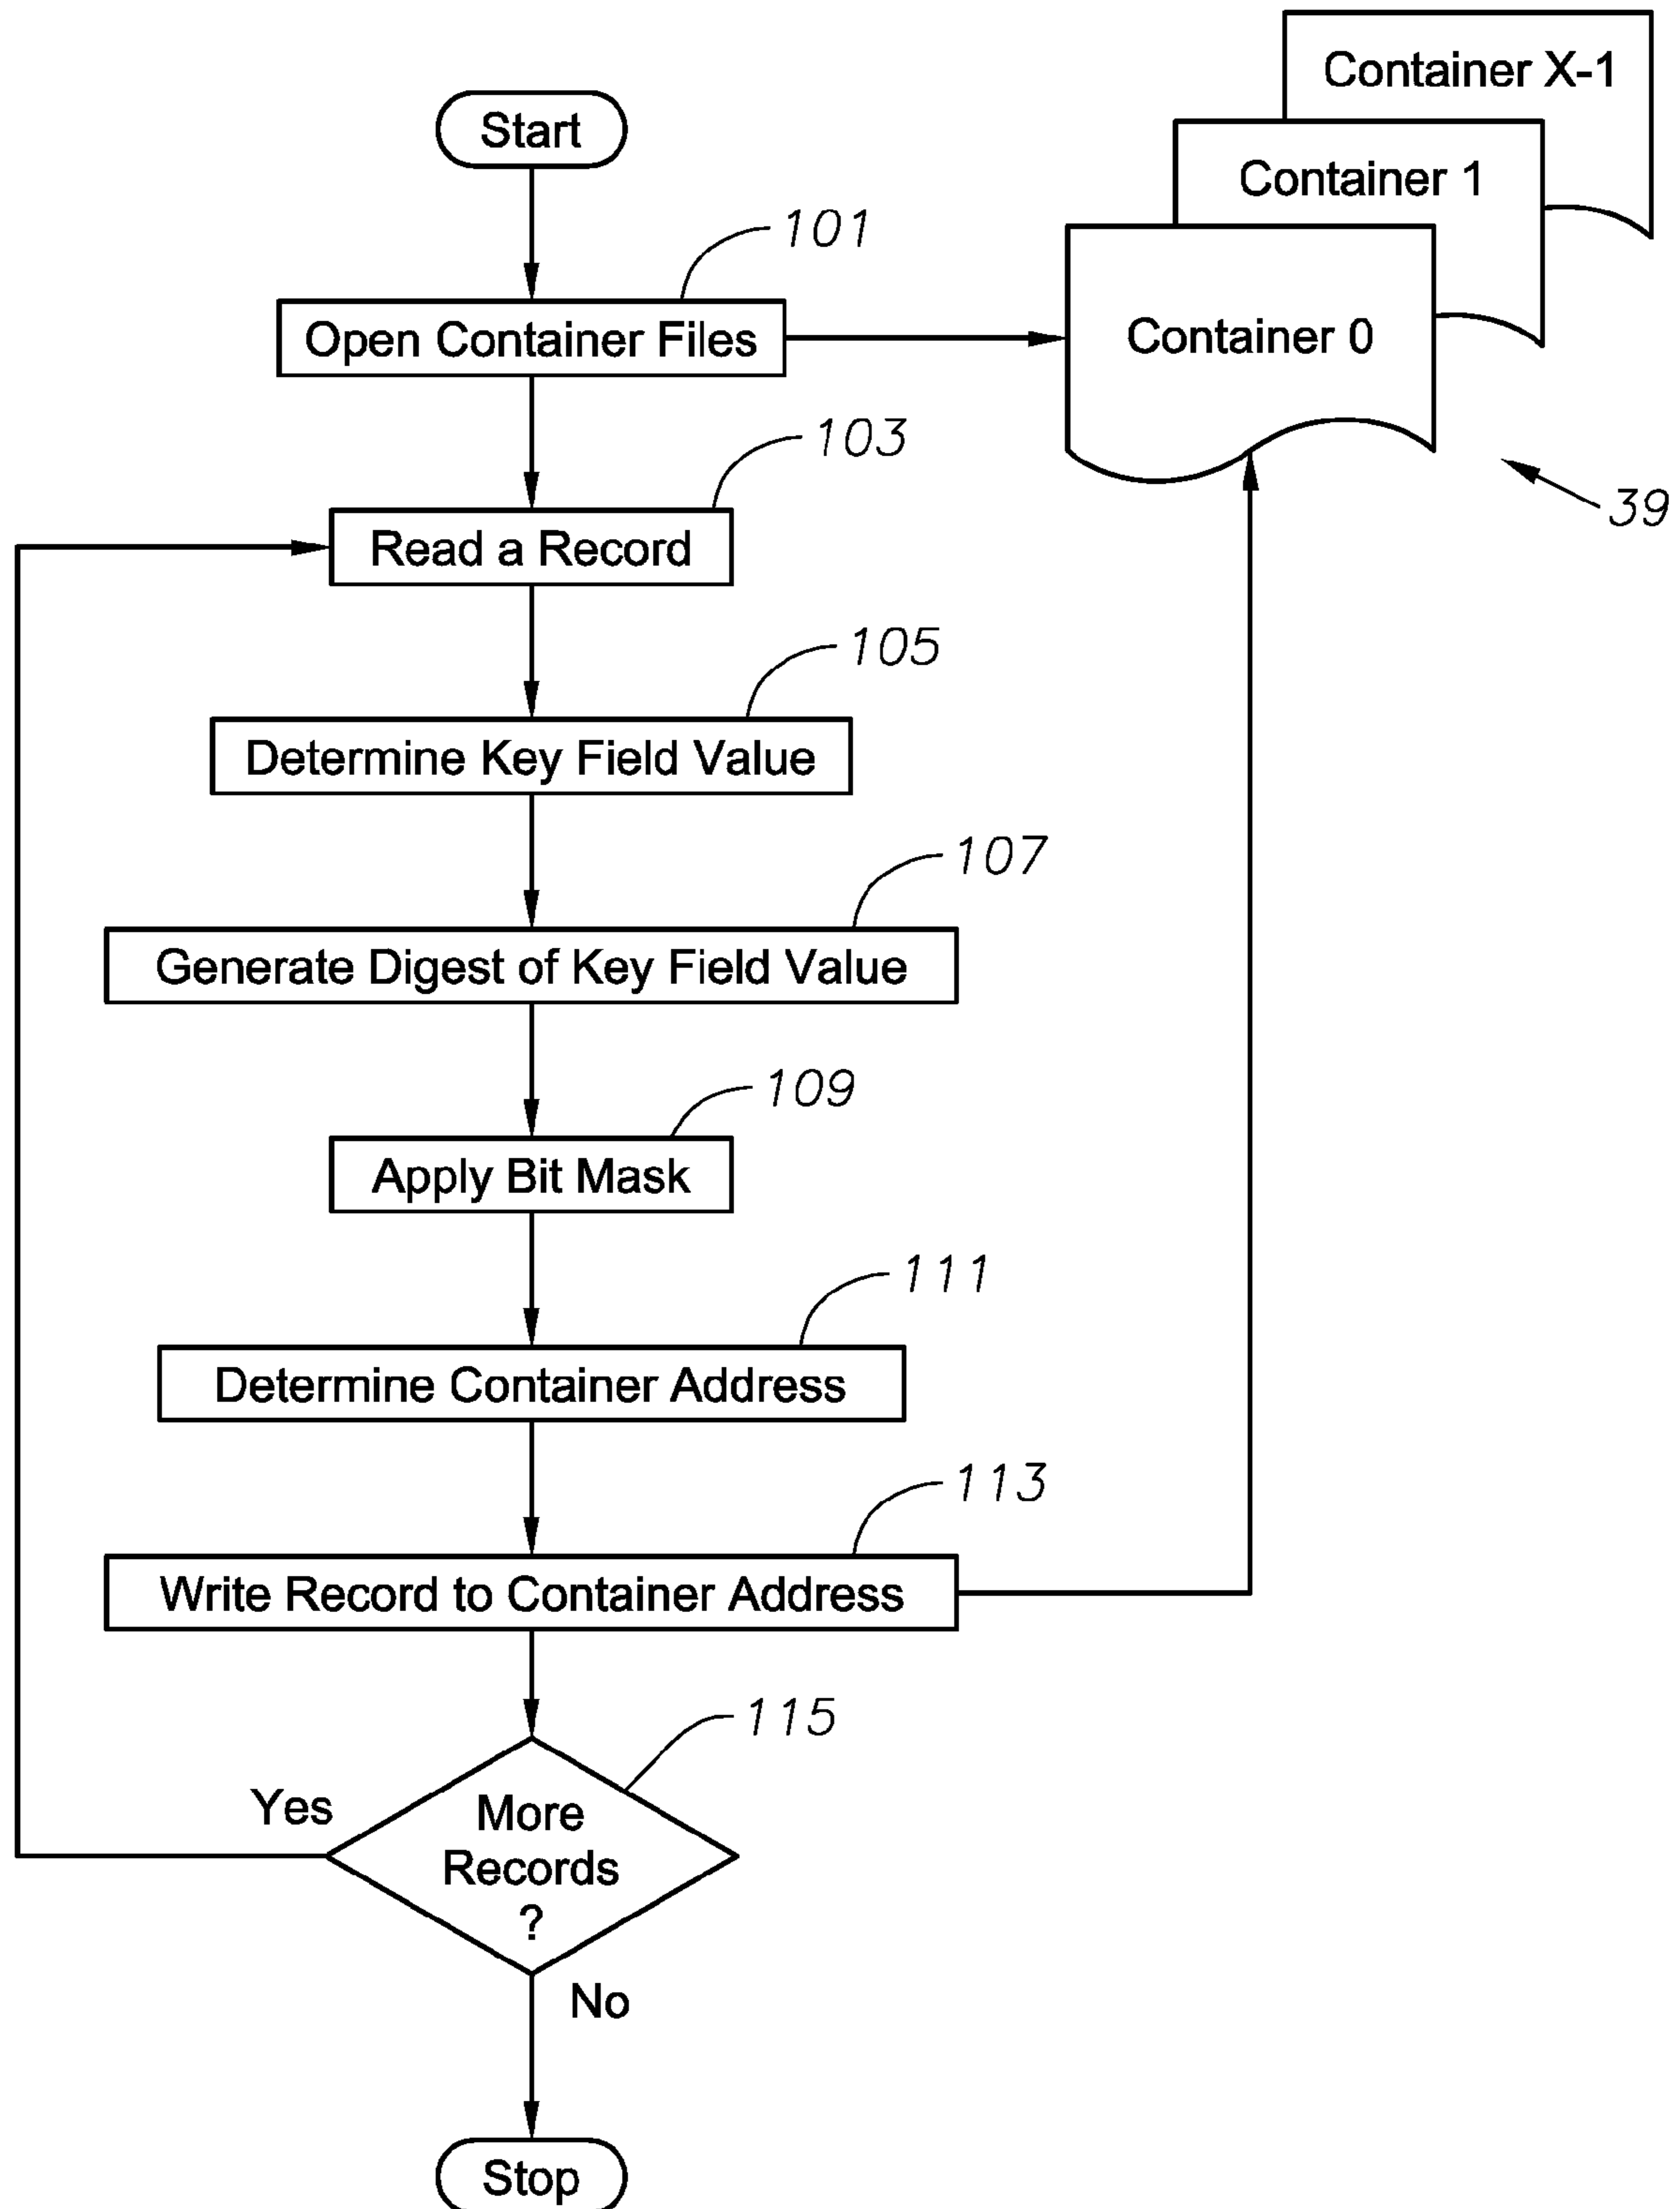 Container X-1
Start
Container 1
101
Open Container Files
Container 0
103
39
Read a Record
105
Determine Key Field Value
107
Generate Digest of Key Field Value
109
Apply Bit Mask
111
Determine Container Address
113
Write Record to Container Address
115
Yes
More
Records
?
No
Stop